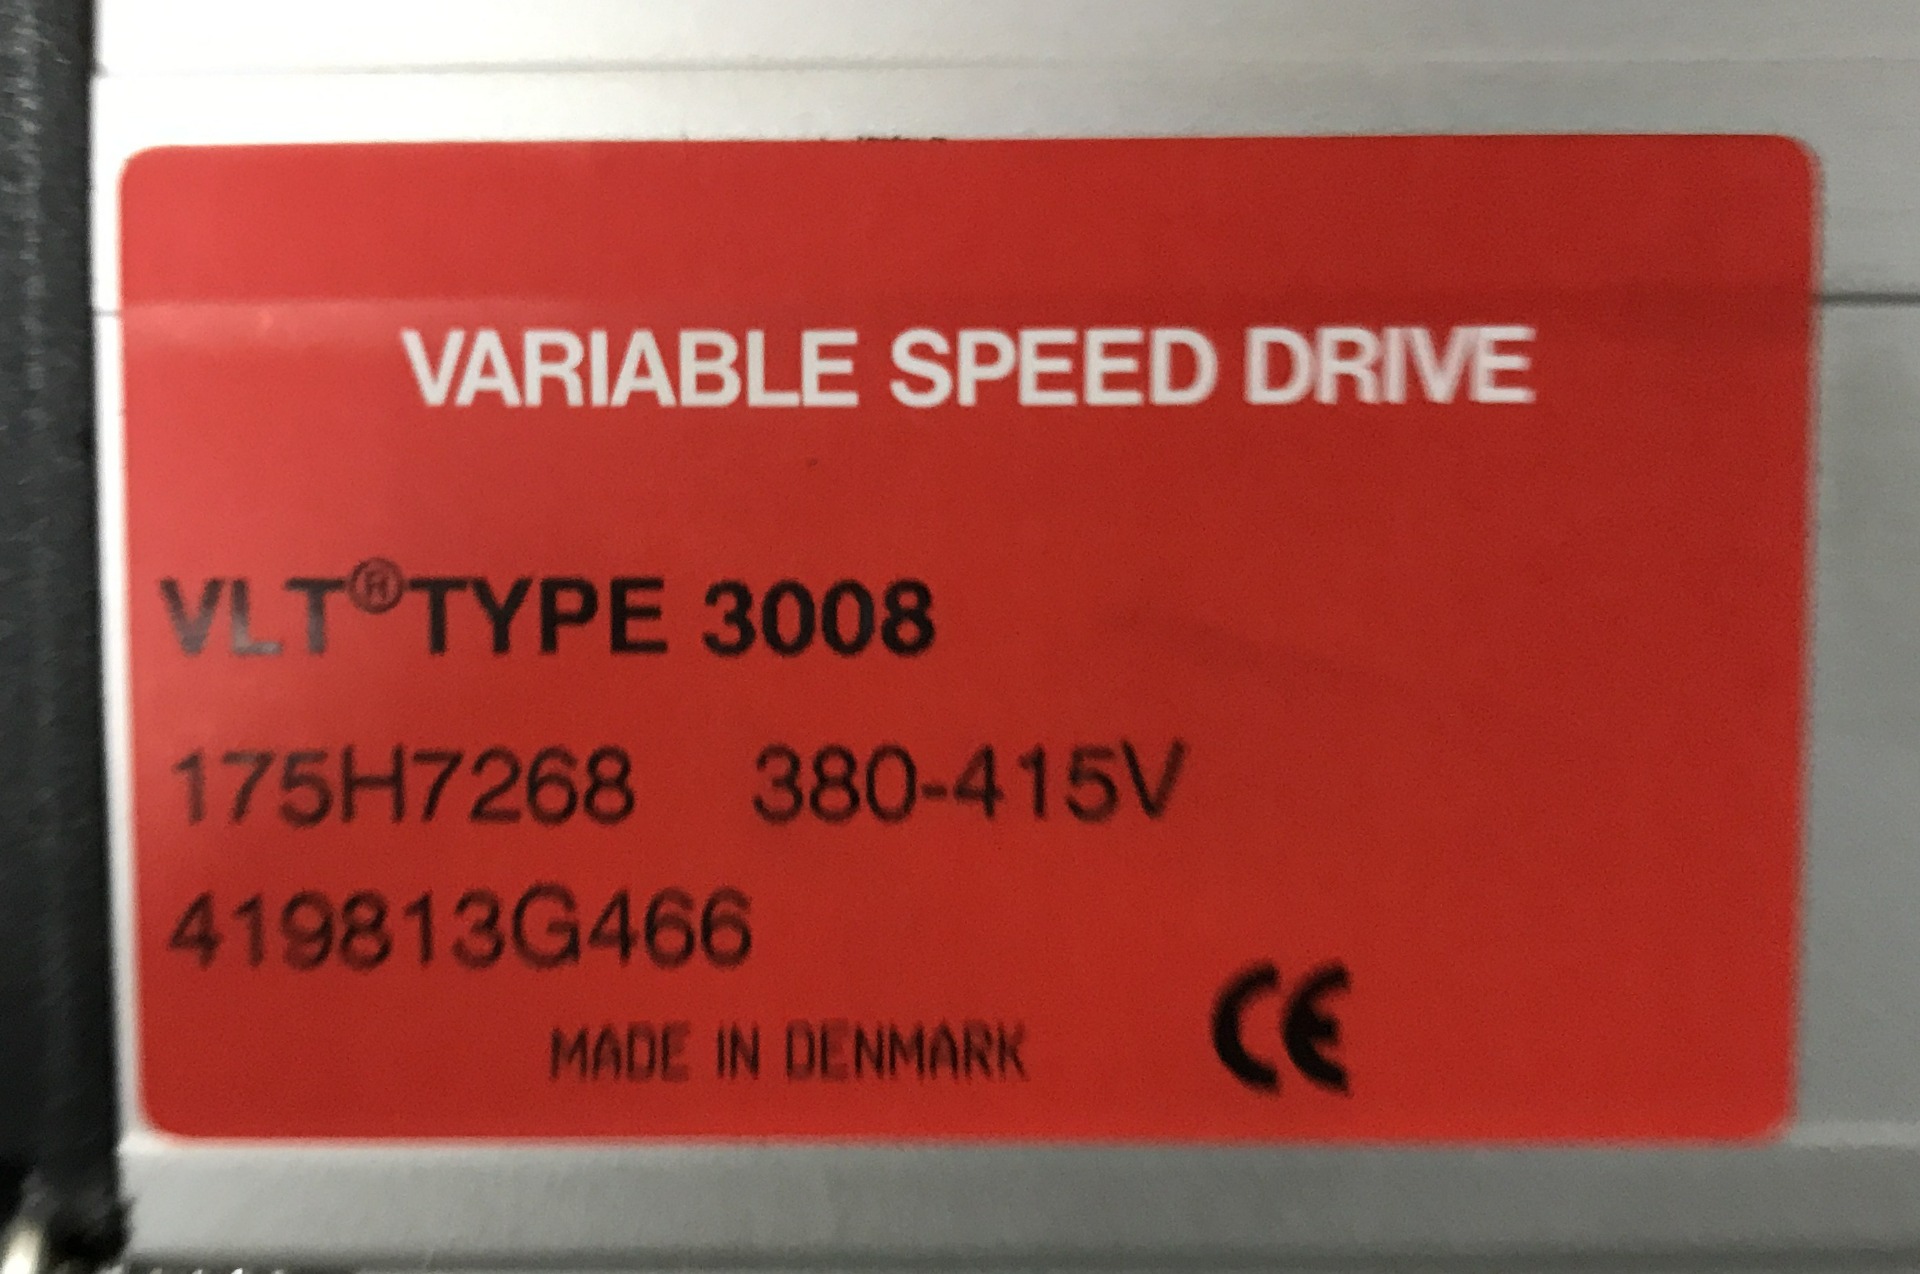 VARIABLE SPEED DRIVE
VLT® TYPE 3008
175H7268 380-415V
419813G466
MADE IN DENMARK CE